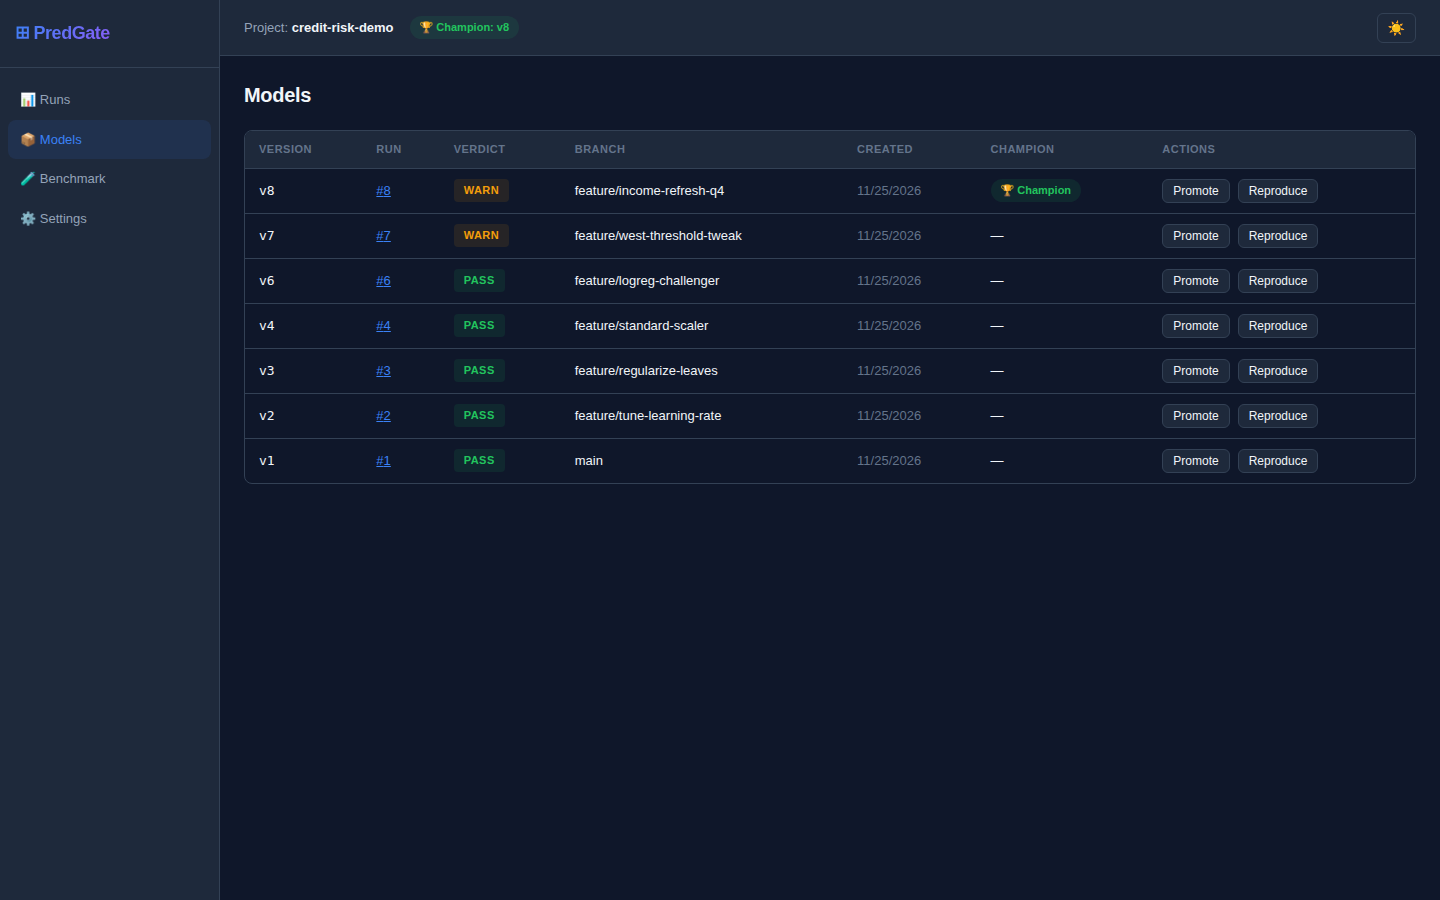 ⊞ PredGate
Project: credit-risk-demo 🏆 Champion: v8 ☀️
📊 Runs
📦 Models
🧪 Benchmark
⚙️ Settings
Models
VERSION RUN VERDICT BRANCH CREATED CHAMPION ACTIONS
v8 #8 WARN feature/income-refresh-q4 11/25/2026 🏆 Champion Promote Reproduce
v7 #7 WARN feature/west-threshold-tweak 11/25/2026 — Promote Reproduce
v6 #6 PASS feature/logreg-challenger 11/25/2026 — Promote Reproduce
v4 #4 PASS feature/standard-scaler 11/25/2026 — Promote Reproduce
v3 #3 PASS feature/regularize-leaves 11/25/2026 — Promote Reproduce
v2 #2 PASS feature/tune-learning-rate 11/25/2026 — Promote Reproduce
v1 #1 PASS main 11/25/2026 — Promote Reproduce